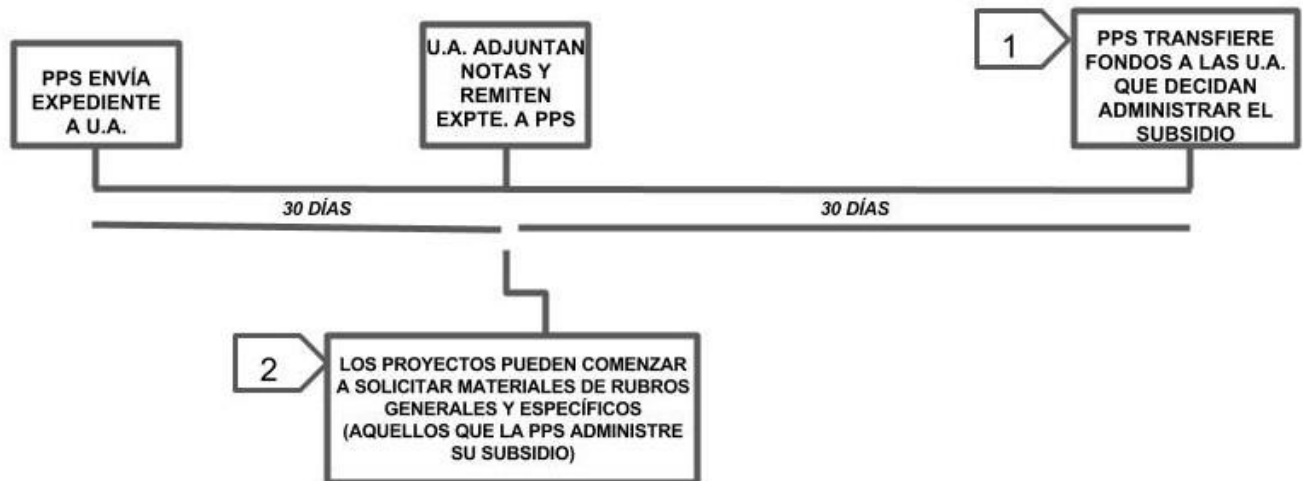 PPS ENVÍA
EXPEDIENTE
A U.A.
U.A. ADJUNTAN
NOTAS Y
REMITEN
EXPTE. A PPS
1
PPS TRANSFIERE
FONDOS A LAS U.A.
QUE DECIDAN
ADMINISTRAR EL
SUBSIDIO
30 DÍAS
30 DÍAS
2
LOS PROYECTOS PUEDEN COMENZAR
A SOLICITAR MATERIALES DE RUBROS
GENERALES Y ESPECÍFICOS
(AQUELLOS QUE LA PPS ADMINISTRE
SU SUBSIDIO)